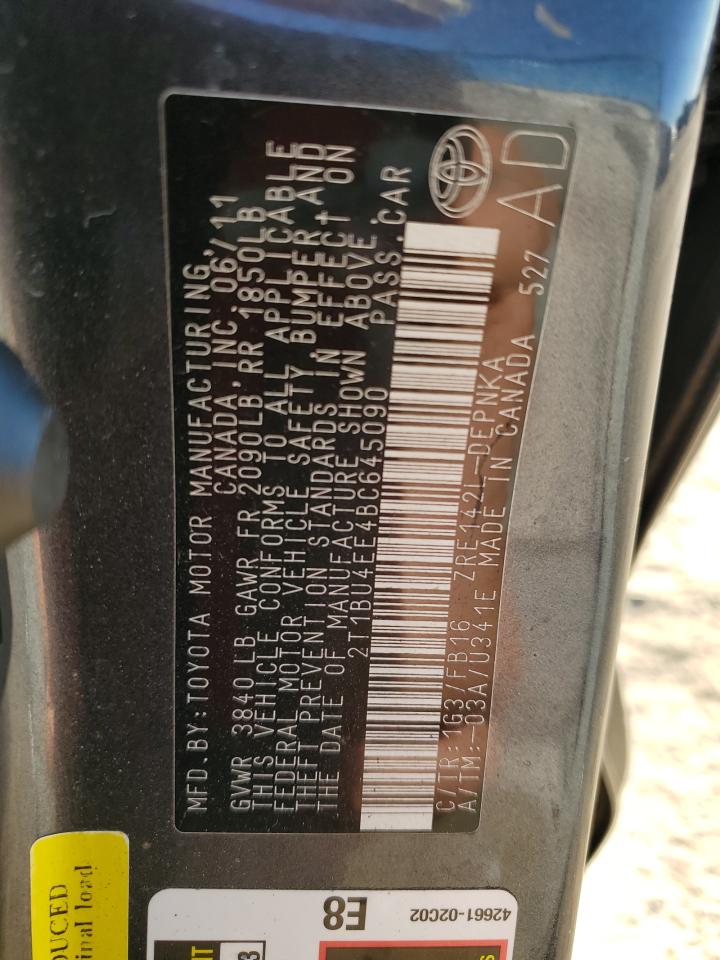 MFD.BY:TOYOTA MOTOR MANUFACTURING,
CANADA, INC. 06/11
GVWR 3840 LB GAWR FR 2090LB RR 1850LB
THIS VEHICLE CONFORMS TO ALL APPLICABLE
FEDERAL MOTOR VEHICLE SAFETY, BUMPER AND
THEFT PREVENTION STANDARDS IN EFFECT ON
THE DATE OF MANUFACTURE SHOWN ABOVE.
2T1BU4EE4BC645090 PASS.CAR
C/TR:1G3/FB16 ZRE142L-DEPNKA
A/TM:-03A/U341E MADE IN CANADA 527
AD
DUCED
inal load
E8
42661-02C02